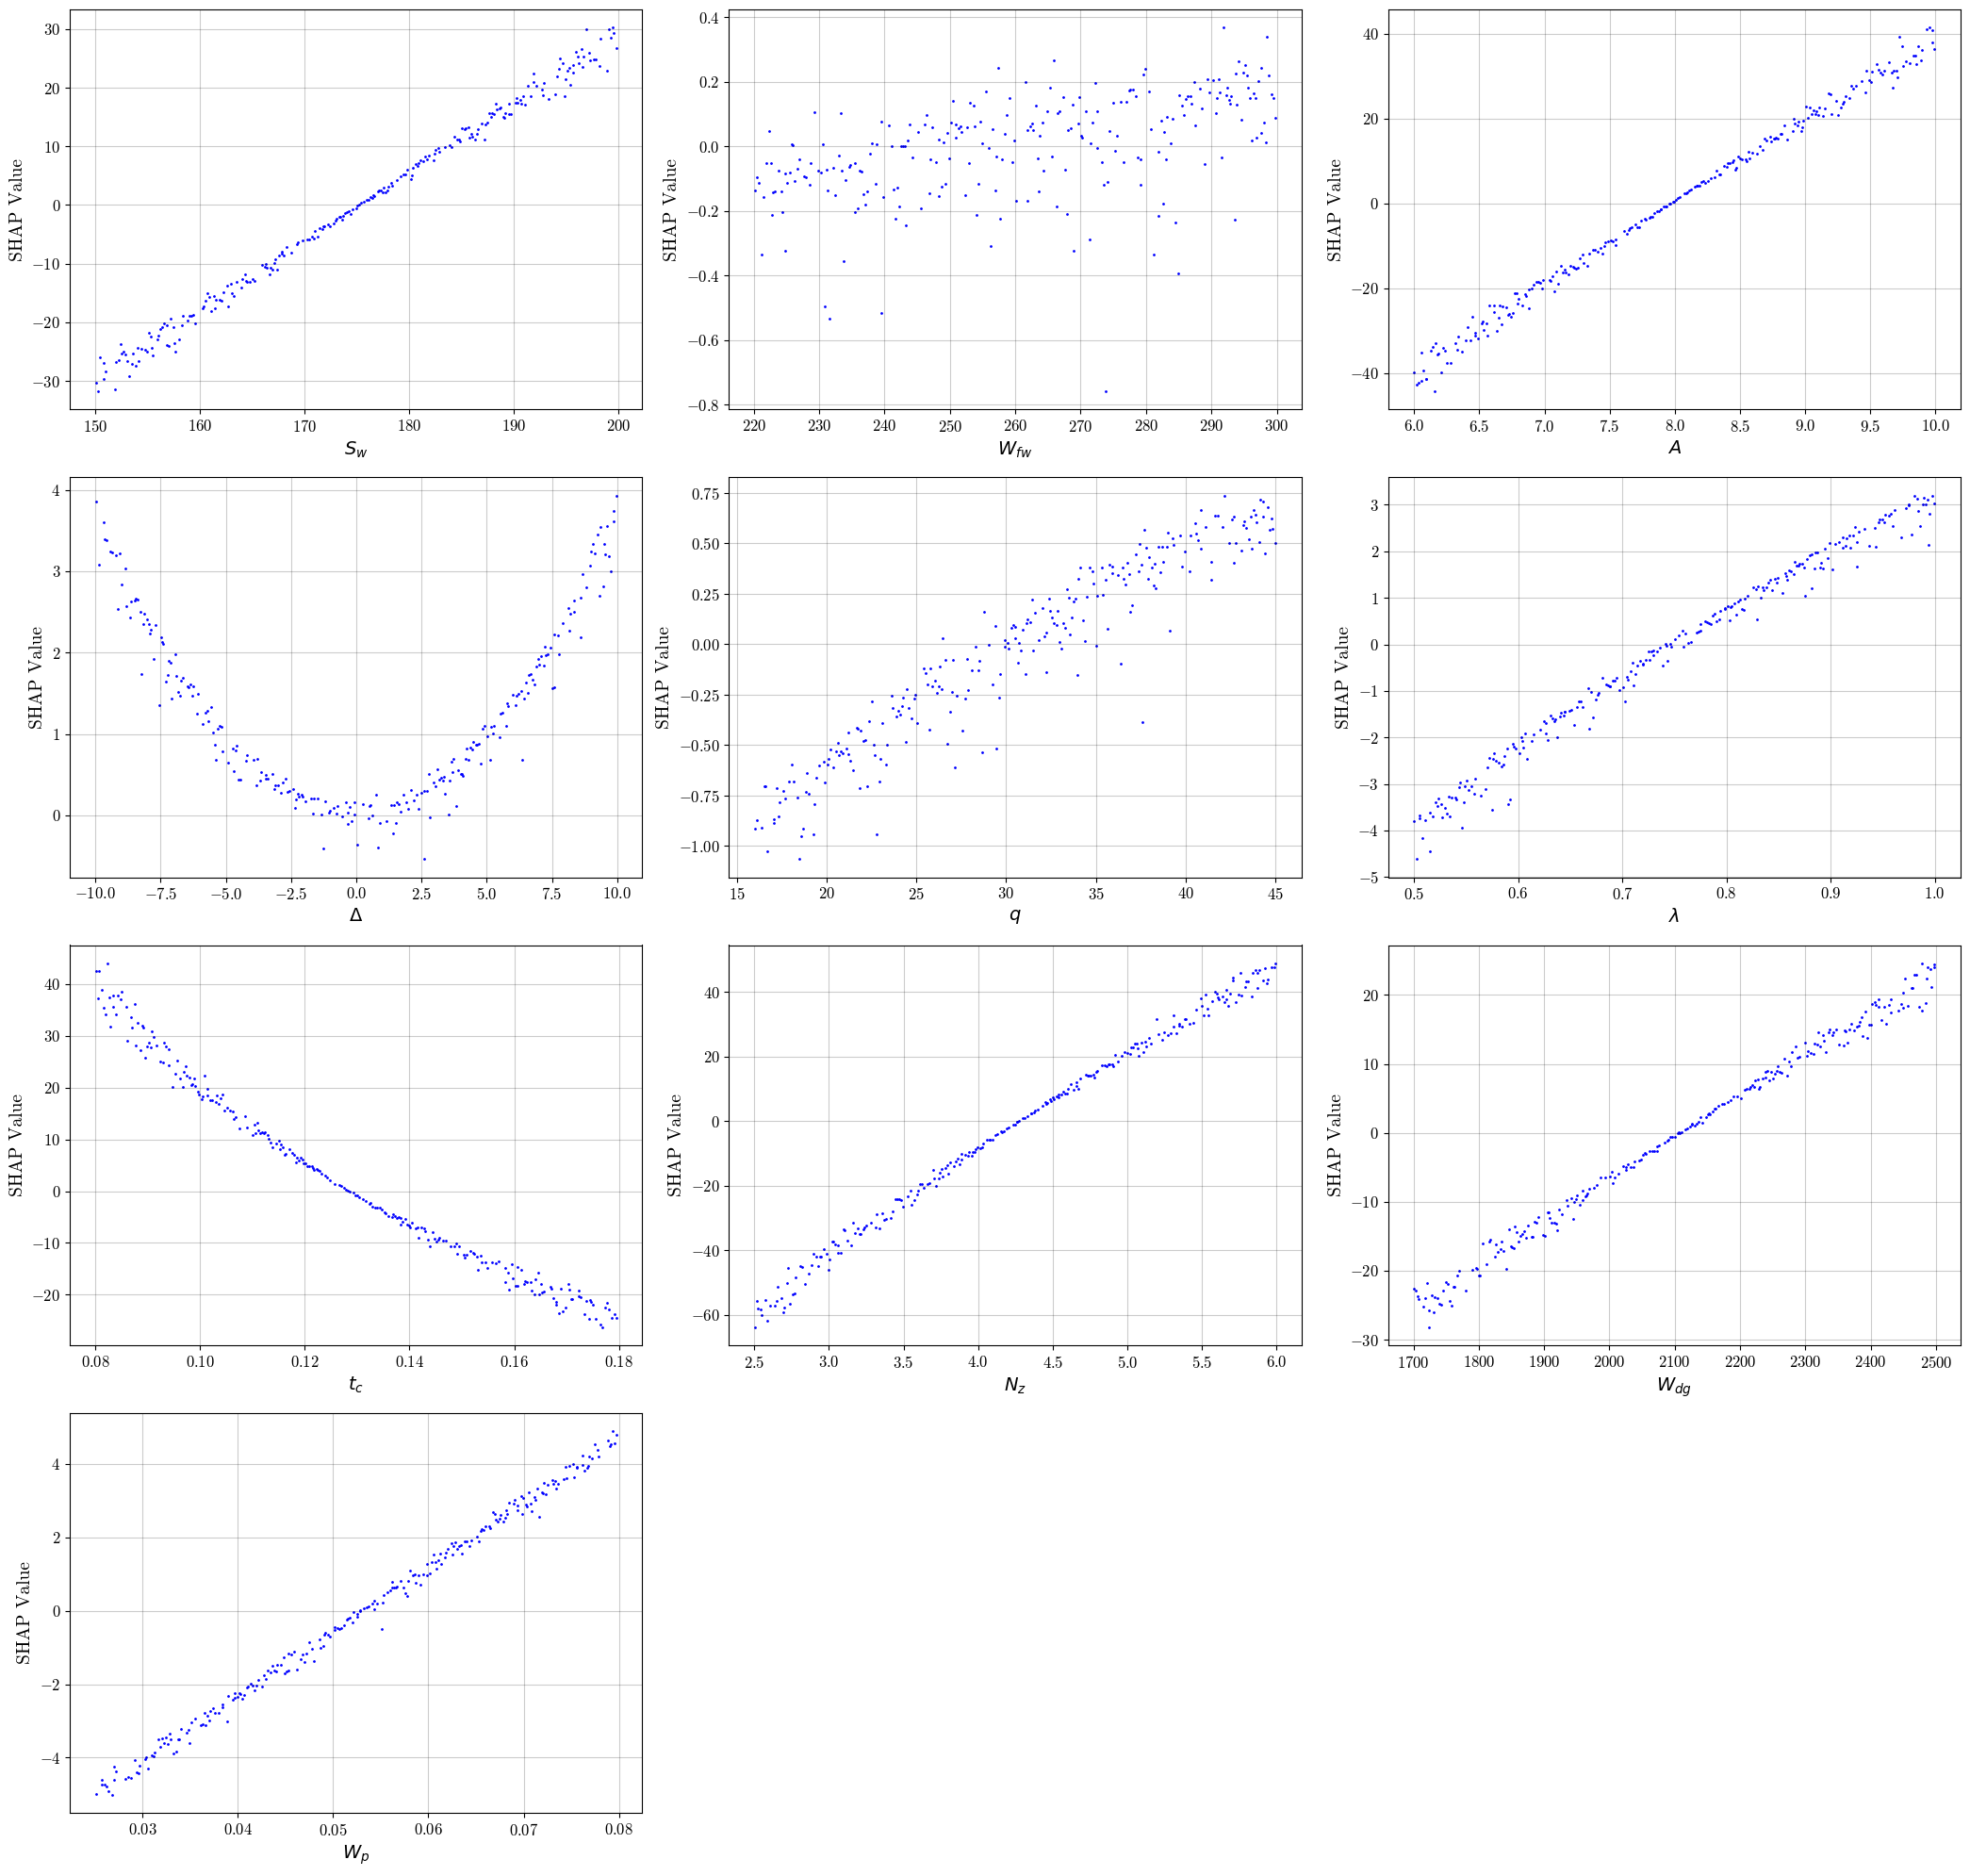 30
20
10
0
−10
−20
−30
SHAP Value
150 160 170 180 190 200
S_w
0.4
0.2
0.0
−0.2
−0.4
−0.6
−0.8
SHAP Value
220 230 240 250 260 270 280 290 300
W_fw
40
20
0
−20
−40
SHAP Value
6.0 6.5 7.0 7.5 8.0 8.5 9.0 9.5 10.0
A
4
3
2
1
0
SHAP Value
−10.0 −7.5 −5.0 −2.5 0.0 2.5 5.0 7.5 10.0
Δ
0.75
0.50
0.25
0.00
−0.25
−0.50
−0.75
−1.00
SHAP Value
15 20 25 30 35 40 45
q
3
2
1
0
−1
−2
−3
−4
−5
SHAP Value
0.5 0.6 0.7 0.8 0.9 1.0
λ
40
30
20
10
0
−10
−20
SHAP Value
0.08 0.10 0.12 0.14 0.16 0.18
t_c
40
20
0
−20
−40
−60
SHAP Value
2.5 3.0 3.5 4.0 4.5 5.0 5.5 6.0
N_z
20
10
0
−10
−20
−30
SHAP Value
1700 1800 1900 2000 2100 2200 2300 2400 2500
W_dg
4
2
0
−2
−4
SHAP Value
0.03 0.04 0.05 0.06 0.07 0.08
W_p